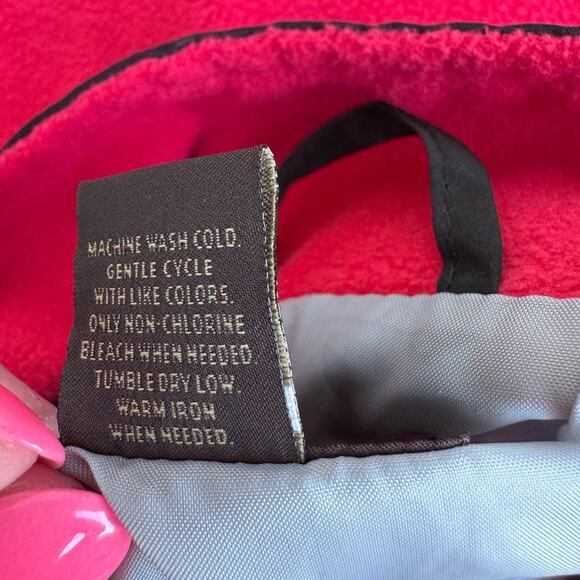 MACHINE WASH COLD.
GENTLE CYCLE
WITH LIKE COLORS.
ONLY NON-CHLORINE
BLEACH WHEN NEEDED.
TUMBLE DRY LOW.
WARM IRON
WHEN NEEDED.